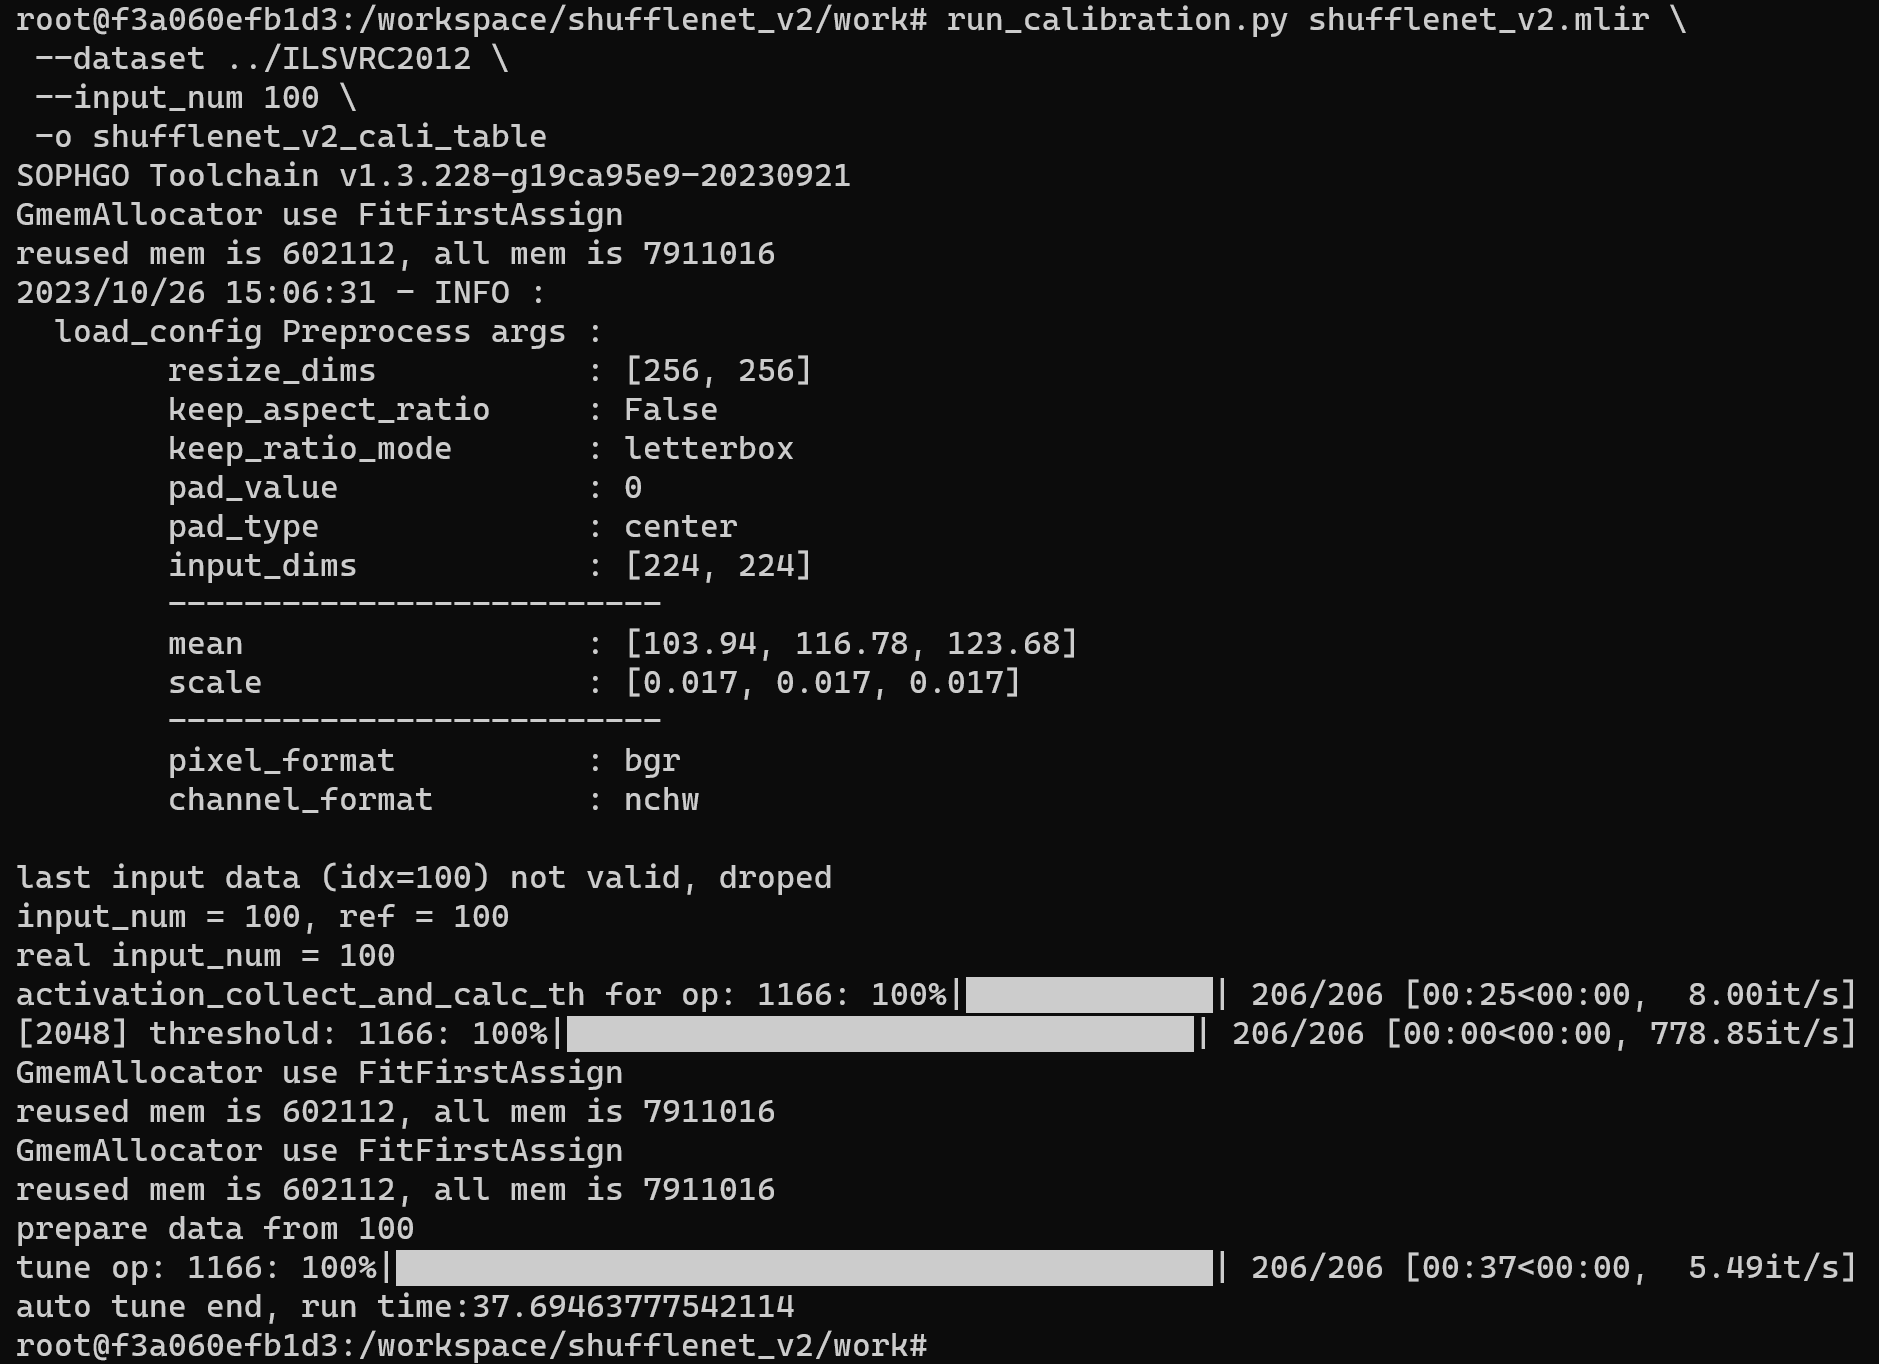 root@f3a060efb1d3:/workspace/shufflenet_v2/work# run_calibration.py shufflenet_v2.mlir \
 --dataset ../ILSVRC2012 \
 --input_num 100 \
 -o shufflenet_v2_cali_table
SOPHGO Toolchain v1.3.228-g19ca95e9-20230921
GmemAllocator use FitFirstAssign
reused mem is 602112, all mem is 7911016
2023/10/26 15:06:31 - INFO :
  load_config Preprocess args :
        resize_dims           : [256, 256]
        keep_aspect_ratio     : False
        keep_ratio_mode       : letterbox
        pad_value             : 0
        pad_type              : center
        input_dims            : [224, 224]
        --------------------------
        mean                  : [103.94, 116.78, 123.68]
        scale                 : [0.017, 0.017, 0.017]
        --------------------------
        pixel_format          : bgr
        channel_format        : nchw

last input data (idx=100) not valid, droped
input_num = 100, ref = 100
real input_num = 100
activation_collect_and_calc_th for op: 1166: 100%|█████████████| 206/206 [00:25<00:00,  8.00it/s]
[2048] threshold: 1166: 100%|█████████████████████████████████| 206/206 [00:00<00:00, 778.85it/s]
GmemAllocator use FitFirstAssign
reused mem is 602112, all mem is 7911016
GmemAllocator use FitFirstAssign
reused mem is 602112, all mem is 7911016
prepare data from 100
tune op: 1166: 100%|███████████████████████████████████████████| 206/206 [00:37<00:00,  5.49it/s]
auto tune end, run time:37.69463777542114
root@f3a060efb1d3:/workspace/shufflenet_v2/work#